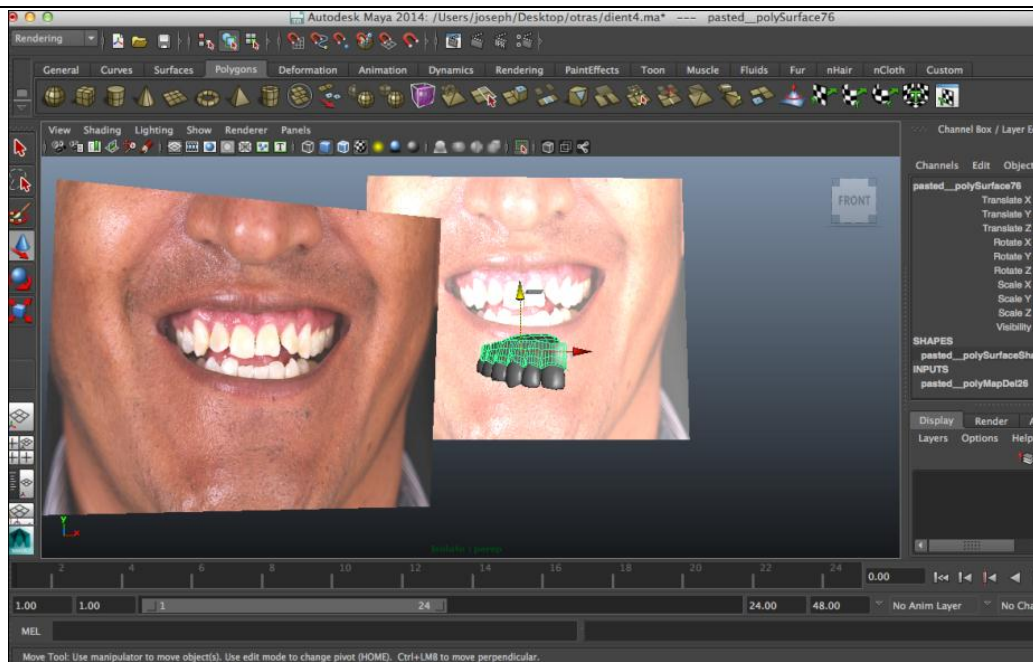 Autodesk Maya 2014: /Users/joseph/Desktop/otras/dient4.ma* --- pasted__polySurface76
Rendering
General Curves Surfaces Polygons Deformation Animation Dynamics Rendering PaintEffects Toon Muscle Fluids Fur nHair nCloth Custom
View Shading Lighting Show Renderer Panels
Channel Box / Layer E
Channels Edit Object
pasted__polySurface76
Translate X
Translate Y
Translate Z
Rotate X
Rotate Y
Rotate Z
Scale X
Scale Y
Scale Z
Visibility
SHAPES
pasted__polySurfaceSha
INPUTS
pasted__polyMapDel26
FRONT
Display Render A
Layers Options Help
Y
X
Isolate : persp
2 4 6 8 10 12 14 16 18 20 22 24 0.00
1.00 1.00 1 24 24.00 48.00 No Anim Layer No Cha
MEL
Move Tool: Use manipulator to move object(s). Use edit mode to change pivot (HOME). Ctrl+LMB to move perpendicular.